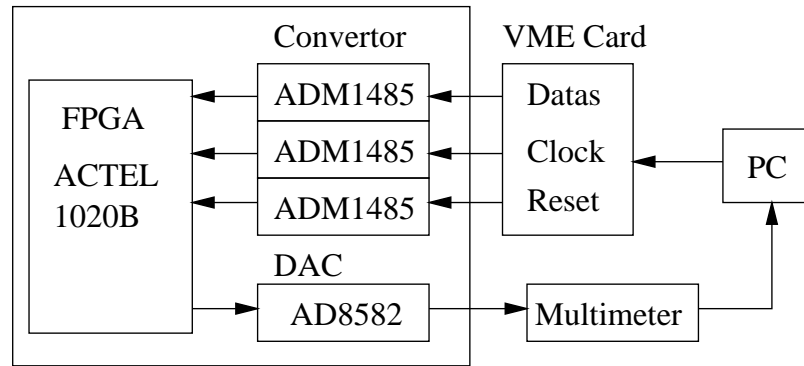 Convertor
VME Card
FPGA
ACTEL
1020B
ADM1485
ADM1485
ADM1485
Datas
Clock
Reset
PC
DAC
AD8582
Multimeter